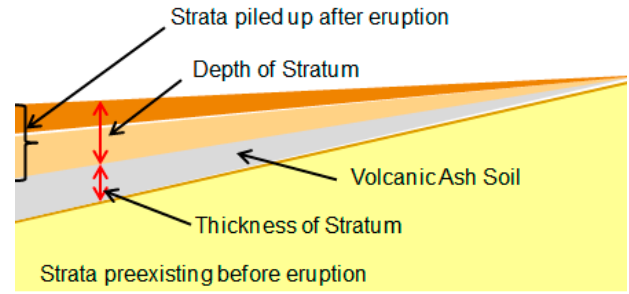 Strata piled up after eruption
Depth of Stratum
Volcanic Ash Soil
Thickness of Stratum
Strata preexisting before eruption